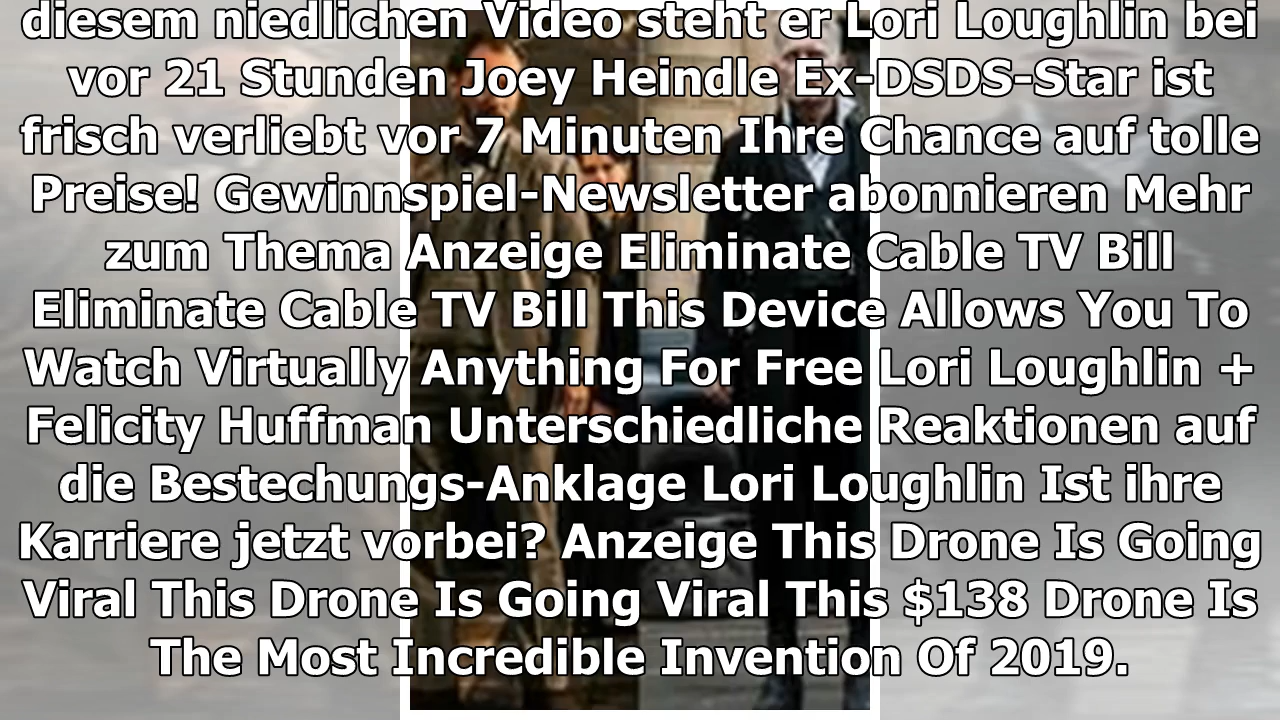 diesem niedlichen Video steht er Lori Loughlin bei
vor 21 Stunden Joey Heindle Ex-DSDS-Star ist
frisch verliebt vor 7 Minuten Ihre Chance auf tolle
Preise! Gewinnspiel-Newsletter abonnieren Mehr
zum Thema Anzeige Eliminate Cable TV Bill
Eliminate Cable TV Bill This Device Allows You To
Watch Virtually Anything For Free Lori Loughlin +
Felicity Huffman Unterschiedliche Reaktionen auf
die Bestechungs-Anklage Lori Loughlin Ist ihre
Karriere jetzt vorbei? Anzeige This Drone Is Going
Viral This Drone Is Going Viral This $138 Drone Is
The Most Incredible Invention Of 2019.